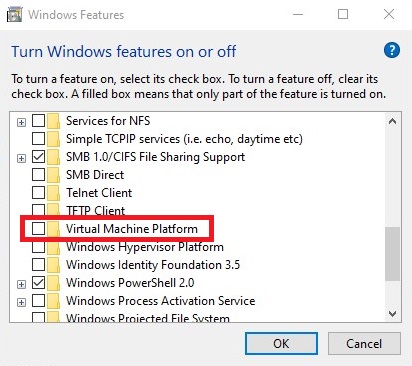 Windows Features
Turn Windows features on or off
To turn a feature on, select its check box. To turn a feature off, clear its
check box. A filled box means that only part of the feature is turned on.
Services for NFS
Simple TCPIP services (i.e. echo, daytime etc)
SMB 1.0/CIFS File Sharing Support
SMB Direct
Telnet Client
TFTP Client
Virtual Machine Platform
Windows Hypervisor Platform
Windows Identity Foundation 3.5
Windows PowerShell 2.0
Windows Process Activation Service
Windows Projected File System
OK
Cancel